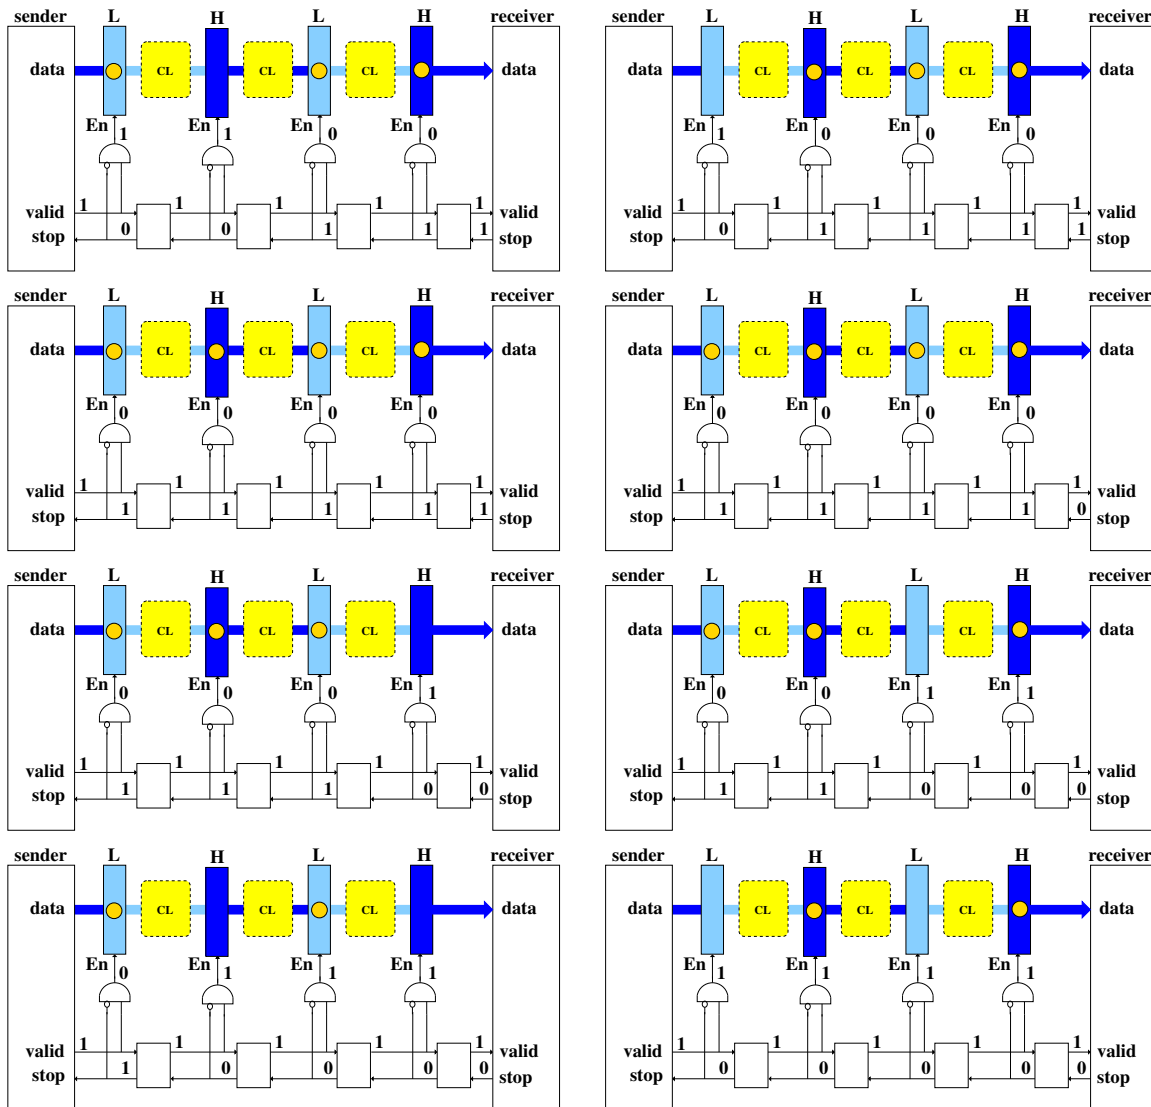 sender L H L H receiver
data CL CL CL data
En 1 En 1 En 0 En 0
valid 1 1 1 1 1 valid
stop 0 0 1 1 1 stop
sender L H L H receiver
data CL CL CL data
En 1 En 0 En 0 En 0
valid 1 1 1 1 1 valid
stop 0 1 1 1 1 stop
sender L H L H receiver
data CL CL CL data
En 0 En 0 En 0 En 0
valid 1 1 1 1 1 valid
stop 1 1 1 1 1 stop
sender L H L H receiver
data CL CL CL data
En 0 En 0 En 0 En 0
valid 1 1 1 1 1 valid
stop 1 1 1 1 0 stop
sender L H L H receiver
data CL CL CL data
En 0 En 0 En 0 En 1
valid 1 1 1 1 1 valid
stop 1 1 1 0 0 stop
sender L H L H receiver
data CL CL CL data
En 0 En 0 En 1 En 1
valid 1 1 1 1 1 valid
stop 1 1 0 0 0 stop
sender L H L H receiver
data CL CL CL data
En 0 En 1 En 1 En 1
valid 1 1 1 1 1 valid
stop 1 0 0 0 0 stop
sender L H L H receiver
data CL CL CL data
En 1 En 1 En 1 En 1
valid 1 1 1 1 1 valid
stop 0 0 0 0 0 stop